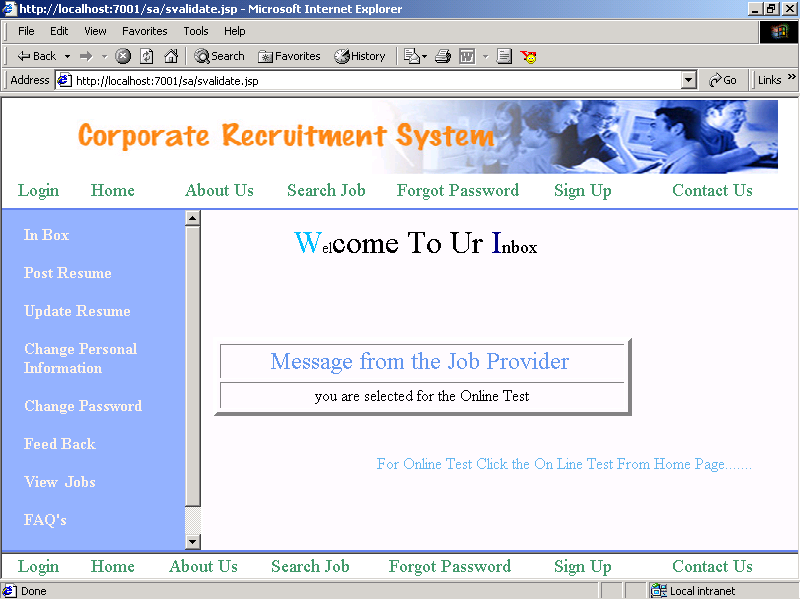 http://localhost:7001/sa/svalidate.jsp - Microsoft Internet Explorer
File Edit View Favorites Tools Help
Back Search Favorites History
Address http://localhost:7001/sa/svalidate.jsp Go Links »
Corporate Recruitment System
Login Home About Us Search Job Forgot Password Sign Up Contact Us
In Box
Post Resume
Update Resume
Change Personal
Information
Change Password
Feed Back
View Jobs
FAQ's
Welcome To Ur Inbox
Message from the Job Provider
you are selected for the Online Test
For Online Test Click the On Line Test From Home Page.......
Login Home About Us Search Job Forgot Password Sign Up Contact Us
Done Local intranet